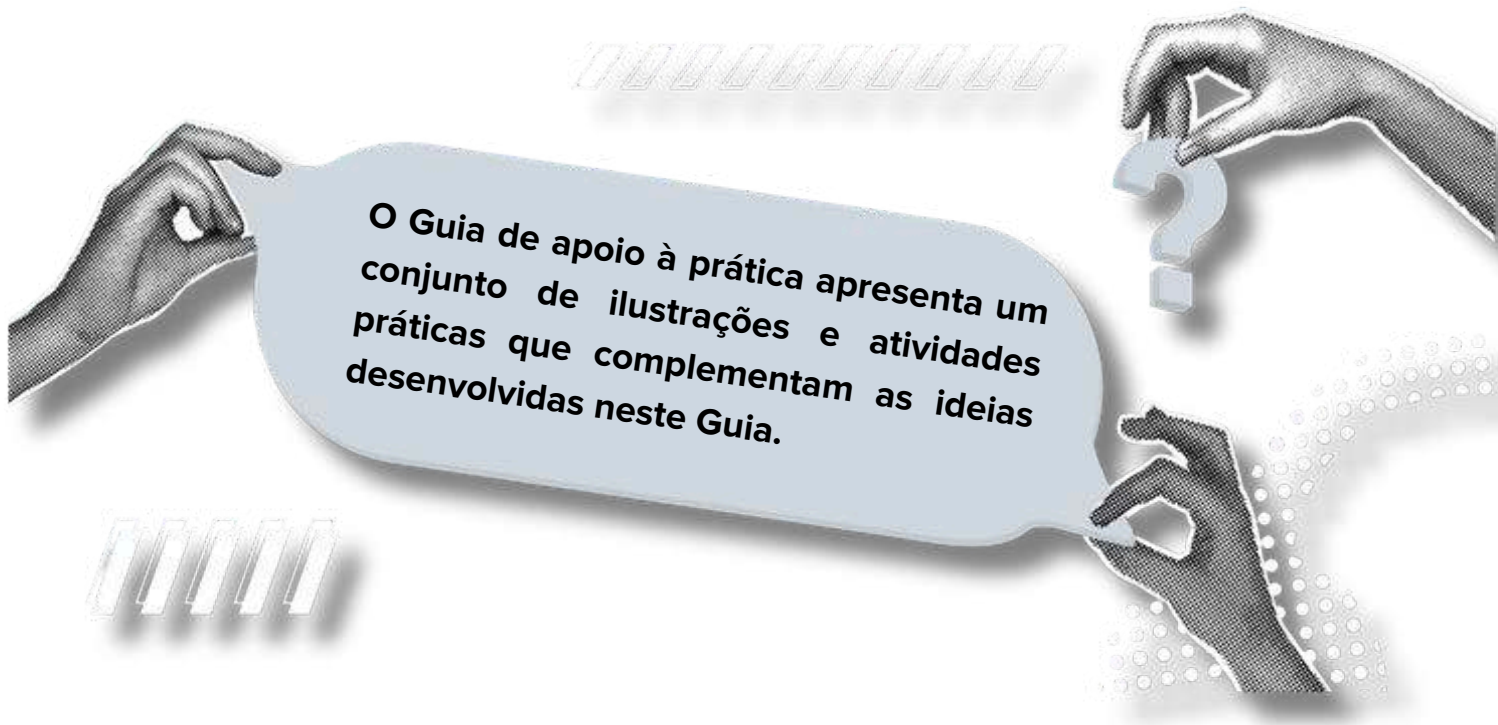 O Guia de apoio à prática apresenta um
conjunto de ilustrações e atividades
práticas que complementam as ideias
desenvolvidas neste Guia.
?